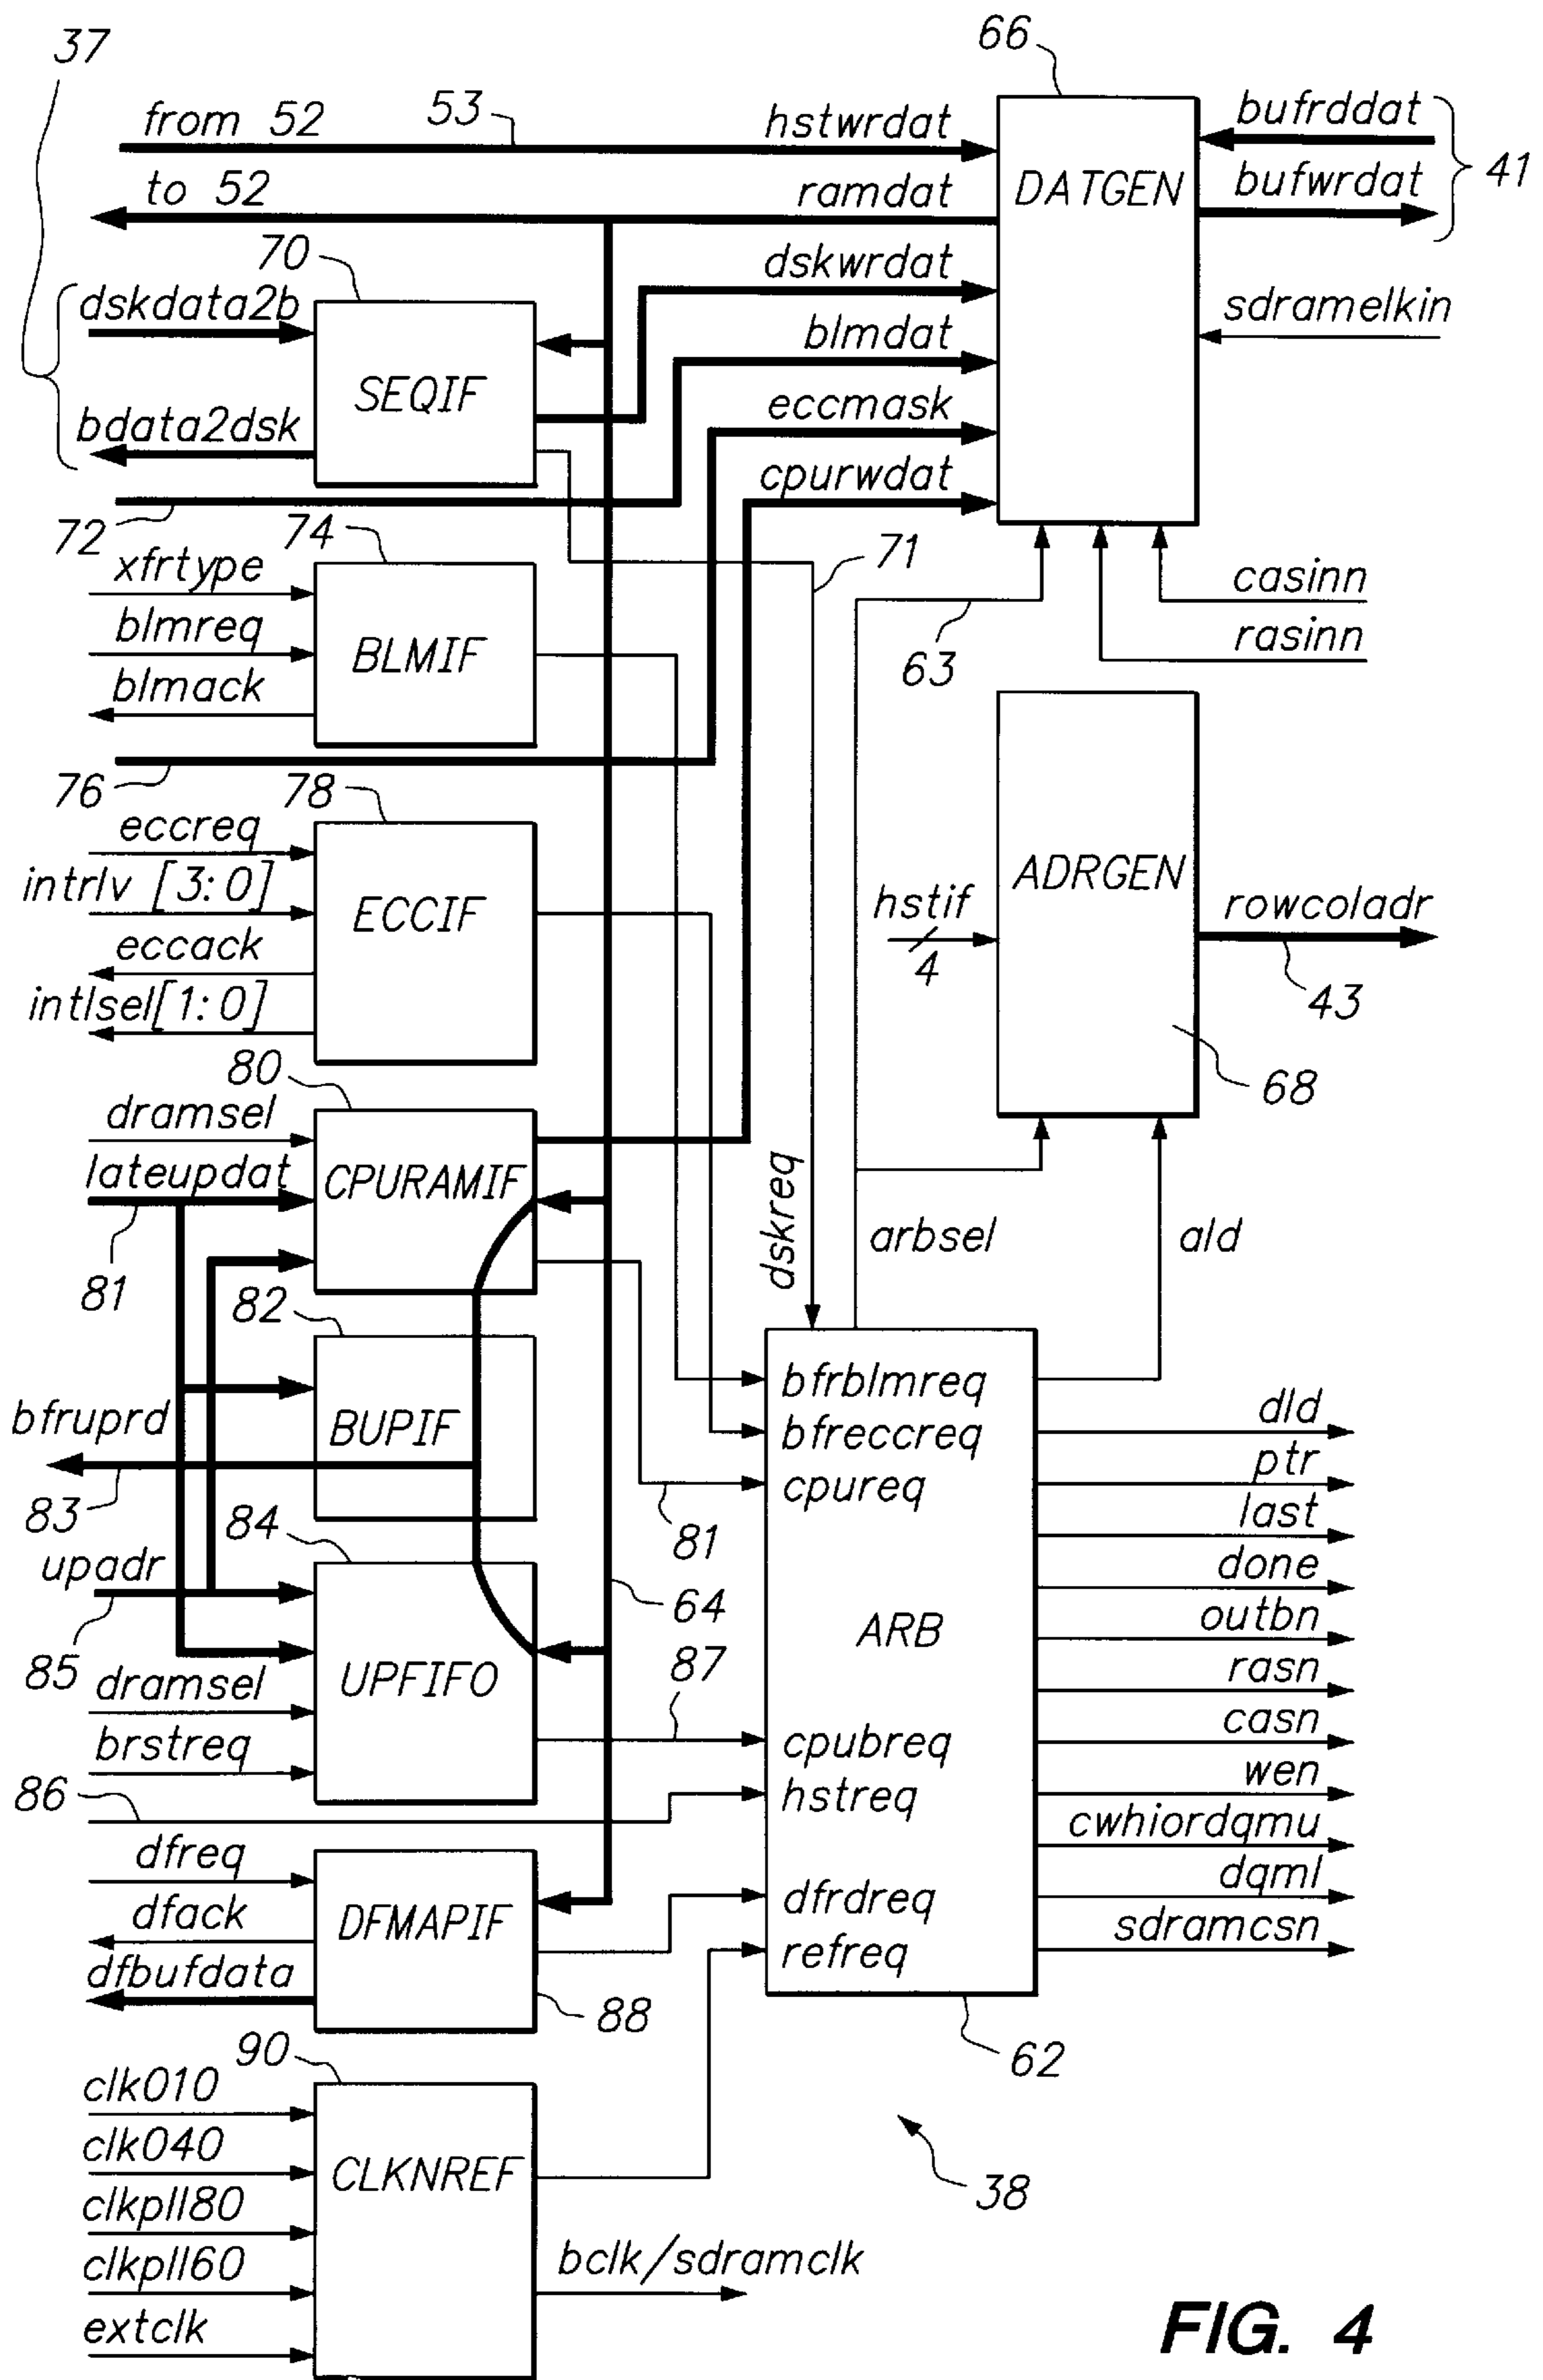 37
66
from 52
53
hstwrdat
bufrddat
to 52
ramdat
DATGEN
bufwrdat
41
70
dskwrdat
dskdata2b
sdramelkin
SEQIF
blmdat
bdata2dsk
eccmask
cpurwdat
72
74
71
xfrtype
casinn
blmreq
BLMIF
63
rasinn
blmack
76
78
eccreq
intrlv [3:0]
ECCIF
hstif
ADRGEN
rowcoladr
eccack
4
43
intlsel[1:0]
80
68
dramsel
lateupdat
CPURAMIF
dskreq
arbsel
ald
81
82
bfrblmreq
bfruprd
BUPIF
bfreccreq
dld
cpureq
ptr
83
84
81
last
upadr
done
64
ARB
outbn
85
UPFIFO
87
rasn
dramsel
casn
brstreq
cpubreq
wen
86
hstreq
cwhiordqmu
dfreq
dqml
dfack
DFMAPIF
dfrdreq
sdramcsn
dfbufdata
refreq
88
90
62
clk010
clk040
CLKNREF
38
clkpll80
clkpll60
bclk/sdramclk
extclk
FIG. 4